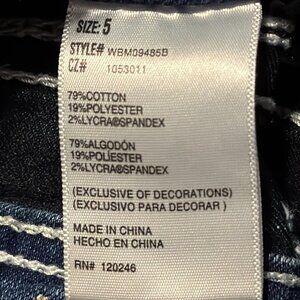 SIZE: 5
STYLE# WBM09485B
CZ# 1053011
79%COTTON
19%POLYESTER
2%LYCRA®SPANDEX
79%ALGODÓN
19%POLIESTER
2%LYCRA®SPANDEX
(EXCLUSIVE OF DECORATIONS)
(EXCLUSIVO PARA DECORAR )
MADE IN CHINA
HECHO EN CHINA
RN# 120246